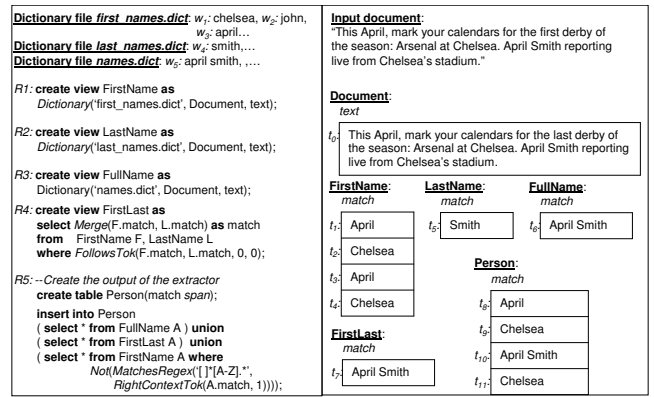 Dictionary file first_names.dict: w1: chelsea, w2: john,
w3: april…
Dictionary file last_names.dict: w4: smith,…
Dictionary file names.dict: w5: april smith, ,…
R1: create view FirstName as
Dictionary('first_names.dict', Document, text);
R2: create view LastName as
Dictionary('last_names.dict', Document, text);
R3: create view FullName as
Dictionary('names.dict', Document, text);
R4: create view FirstLast as
select Merge(F.match, L.match) as match
from FirstName F, LastName L
where FollowsTok(F.match, L.match, 0, 0);
R5: --Create the output of the extractor
create table Person(match span);
insert into Person
( select * from FullName A ) union
( select * from FirstLast A ) union
( select * from FirstName A where
Not(MatchesRegex('[ ]*[A-Z].*',
RightContextTok(A.match, 1))));
Input document:
“This April, mark your calendars for the first derby of
the season: Arsenal at Chelsea. April Smith reporting
live from Chelsea's stadium.”
Document:
text
t0: This April, mark your calendars for the last derby of
the season: Arsenal at Chelsea. April Smith reporting
live from Chelsea's stadium.
FirstName:
match
t1: April
t2: Chelsea
t3: April
t4: Chelsea
LastName:
match
t5: Smith
FullName:
match
t6: April Smith
FirstLast:
match
t7: April Smith
Person:
match
t8: April
t9: Chelsea
t10: April Smith
t11: Chelsea